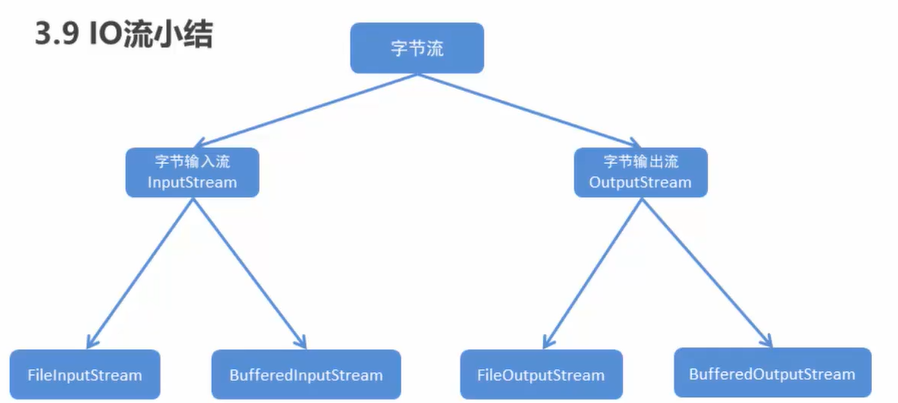 3.9 IO流小结
字节流
字节输入流
InputStream
字节输出流
OutputStream
FileInputStream
BufferedInputStream
FileOutputStream
BufferedOutputStream